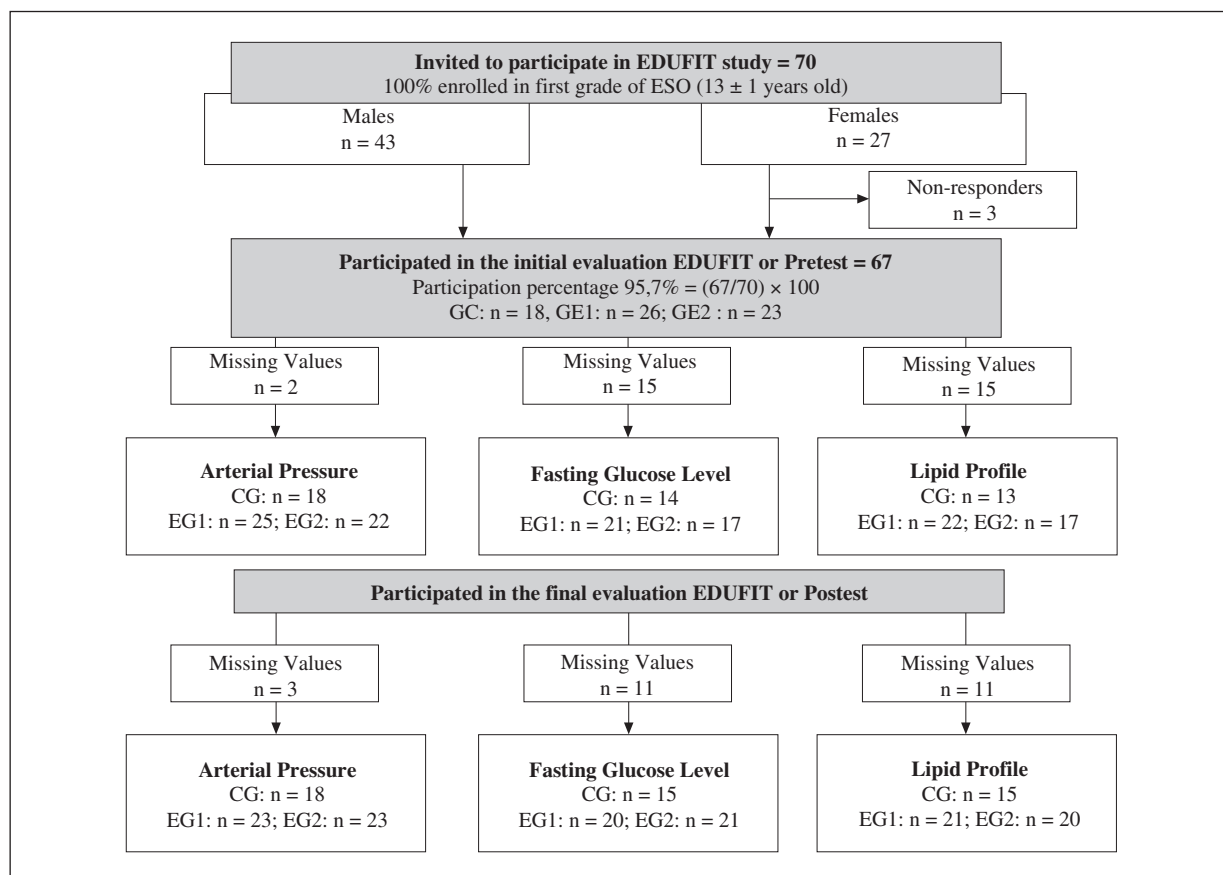 Invited to participate in EDUFIT study = 70
100% enrolled in first grade of ESO (13 ± 1 years old)
Males
n = 43
Females
n = 27
Non-responders
n = 3
Participated in the initial evaluation EDUFIT or Pretest = 67
Participation percentage 95,7% = (67/70) × 100
GC: n = 18, GE1: n = 26; GE2 : n = 23
Missing Values
n = 2
Missing Values
n = 15
Missing Values
n = 15
Arterial Pressure
CG: n = 18
EG1: n = 25; EG2: n = 22
Fasting Glucose Level
CG: n = 14
EG1: n = 21; EG2: n = 17
Lipid Profile
CG: n = 13
EG1: n = 22; EG2: n = 17
Participated in the final evaluation EDUFIT or Postest
Missing Values
n = 3
Missing Values
n = 11
Missing Values
n = 11
Arterial Pressure
CG: n = 18
EG1: n = 23; EG2: n = 23
Fasting Glucose Level
CG: n = 15
EG1: n = 20; EG2: n = 21
Lipid Profile
CG: n = 15
EG1: n = 21; EG2: n = 20